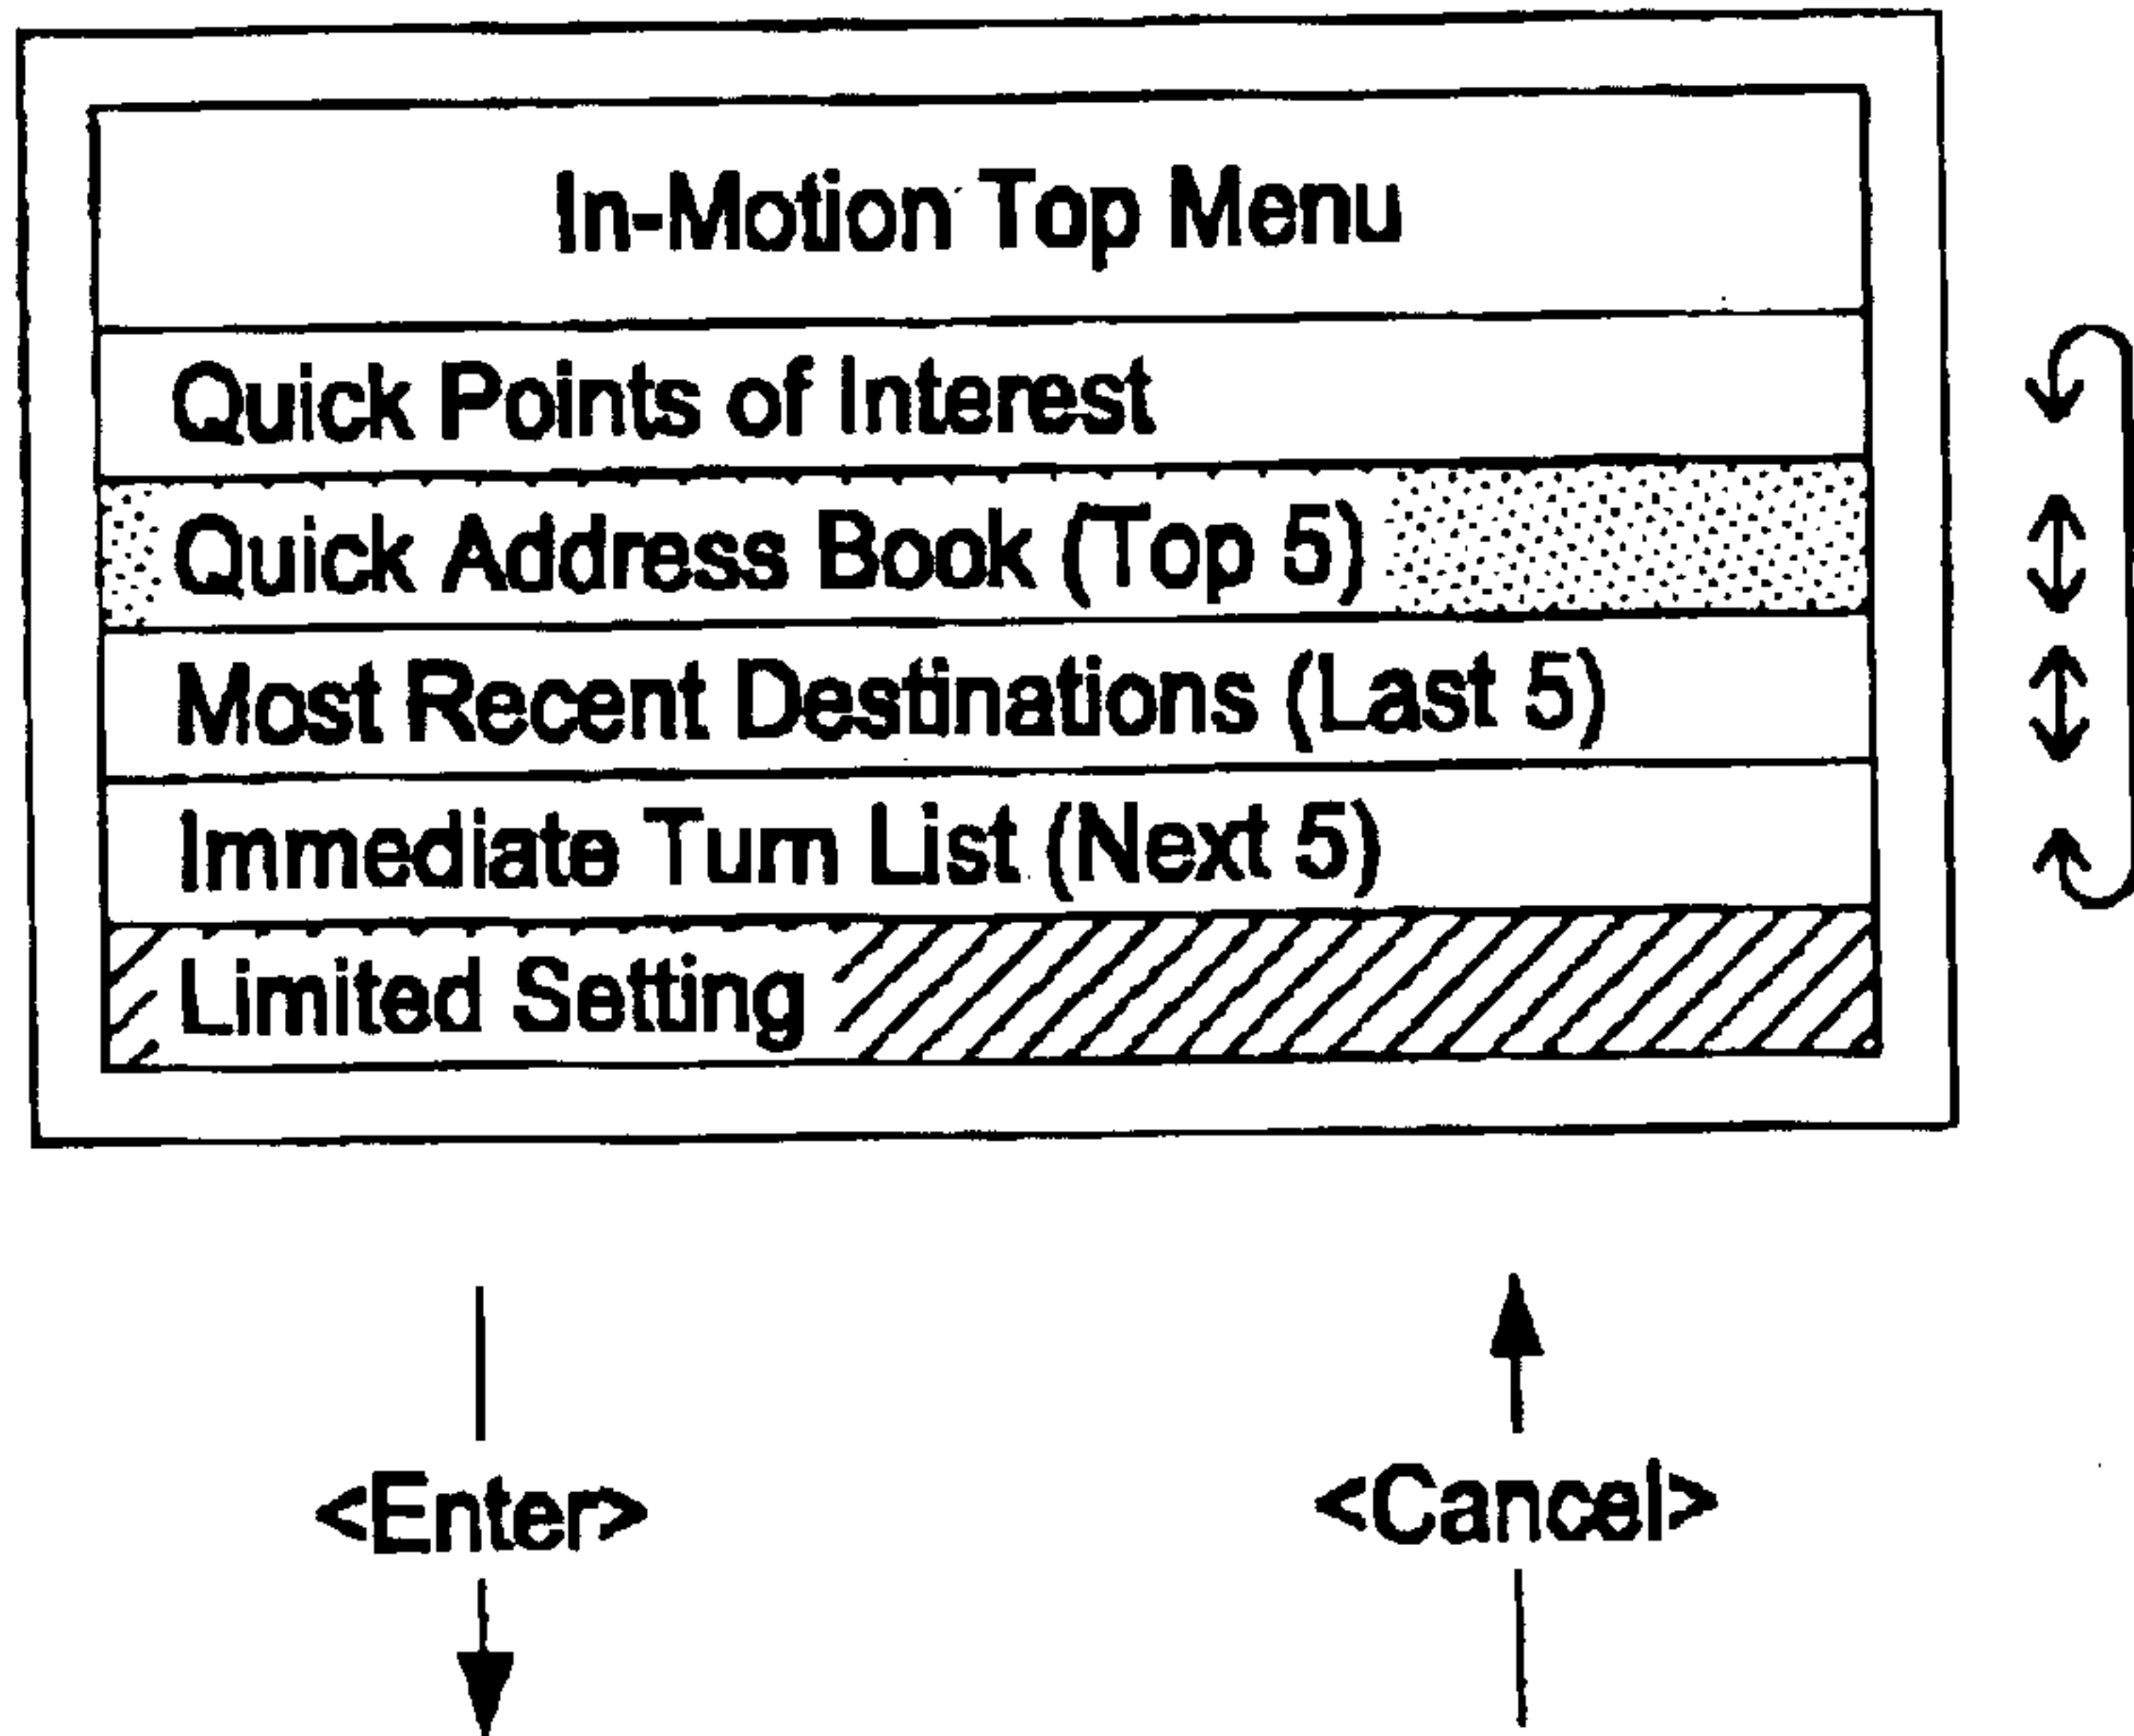 In-Motion Top Menu
Quick Points of Interest
Quick Address Book (Top 5)
Most Recent Destinations (Last 5)
Immediate Turn List (Next 5)
Limited Setting
<Enter>
<Cancel>